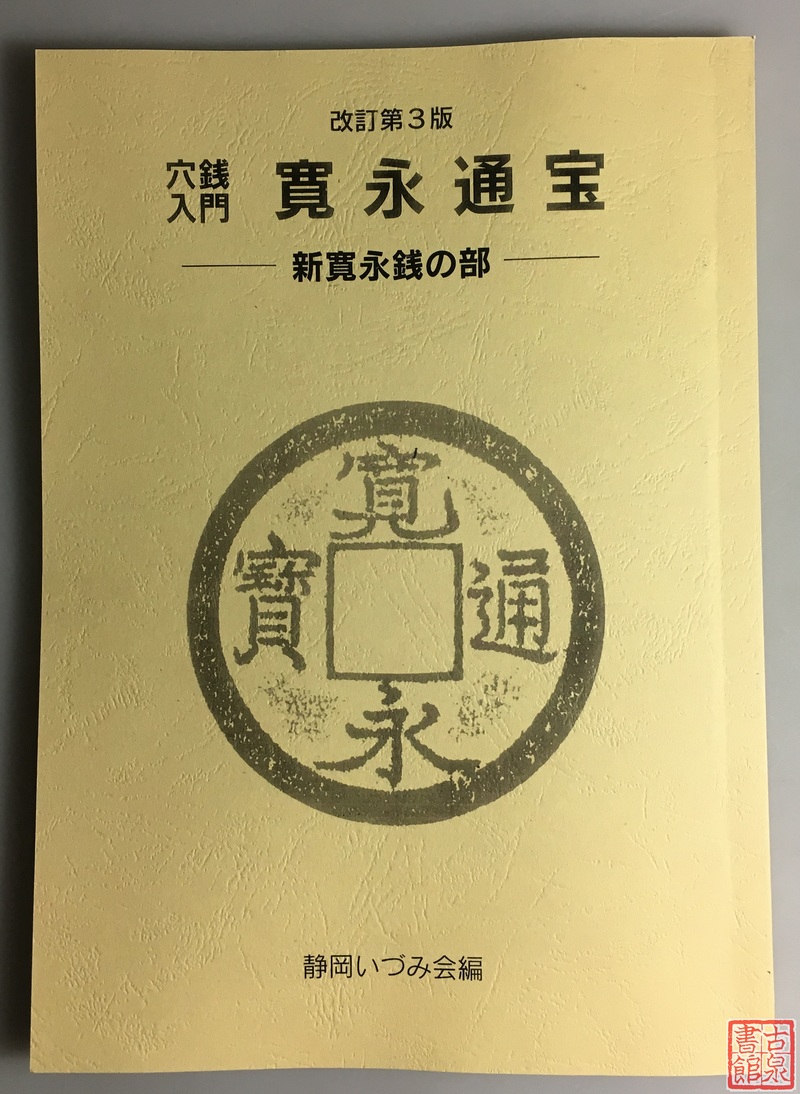 改訂第3版
穴銭
入門
寛永通宝
新寛永銭の部
寛
永
通
寳
静岡いづみ会編
古泉
書館